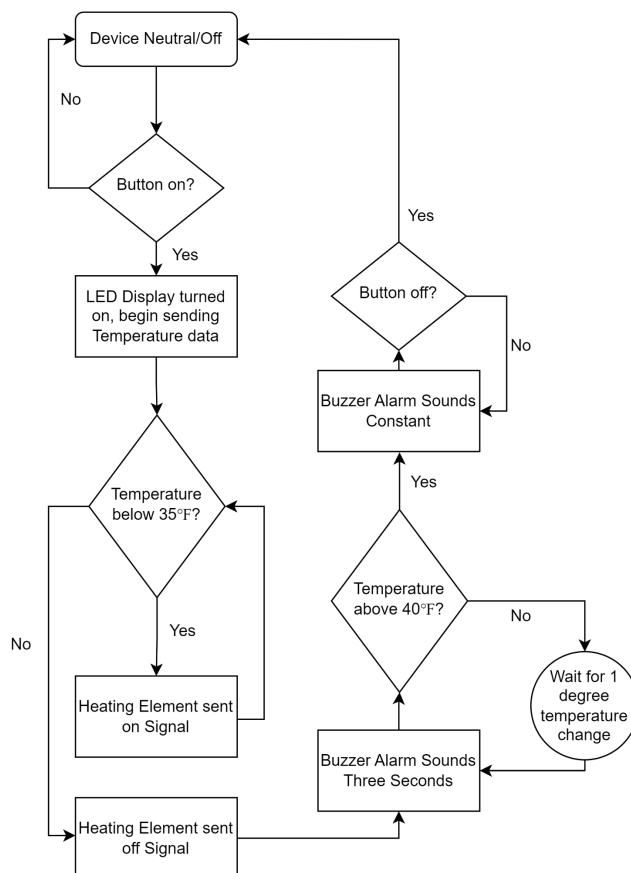 Device Neutral/Off
No
Button on?
Yes
LED Display turned
on, begin sending
Temperature data
Temperature
below 35°F?
Yes
No
Heating Element sent
on Signal
Heating Element sent
off Signal
Buzzer Alarm Sounds
Three Seconds
Temperature
above 40°F?
No
Wait for 1
degree
temperature
change
Yes
Buzzer Alarm Sounds
Constant
Button off?
No
Yes